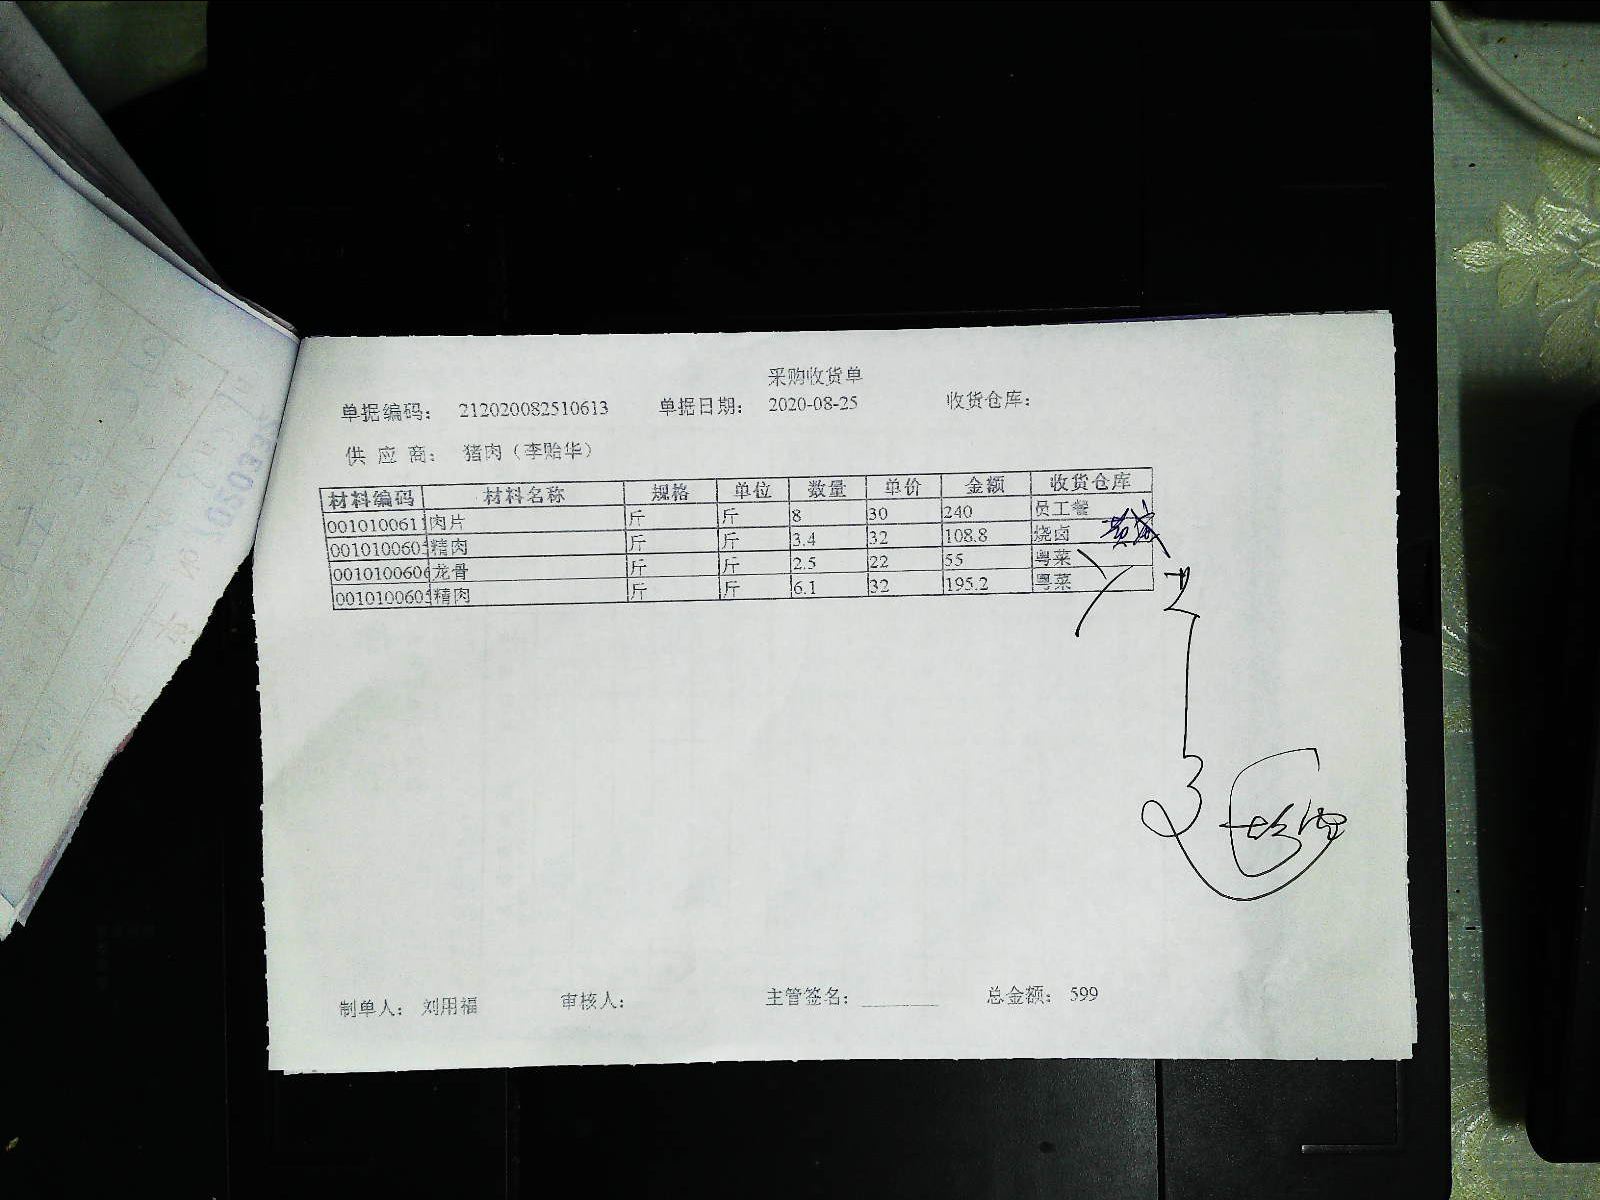 采购收货单
单据编码： 212020082510613 单据日期： 2020-08-25 收货仓库：
供 应 商： 猪肉（李贻华）
材料编码 材料名称 规格 单位 数量 单价 金额 收货仓库
001010061 肉片 斤 斤 8 30 240 员工餐
00101006 精肉 斤 斤 3.4 32 108.8 烧卤
00101006 龙骨 斤 斤 2.5 22 55 粤菜
00101006 精肉 斤 斤 6.1 32 195.2 粤菜
制单人： 刘用福 审核人： 主管签名： ________ 总金额： 599